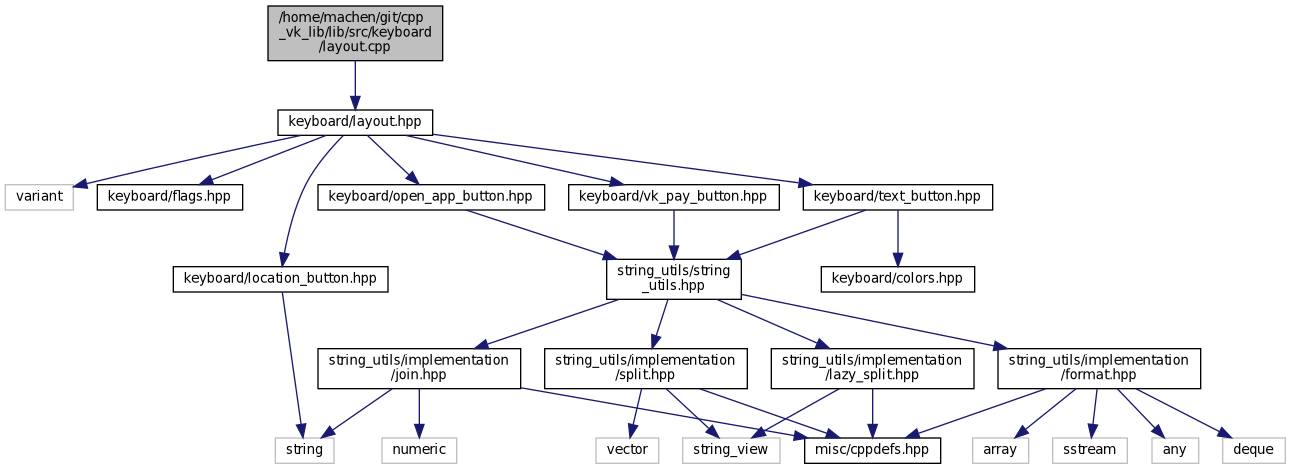 /home/machen/git/cpp
_vk_lib/lib/src/keyboard
/layout.cpp
keyboard/layout.hpp
variant
keyboard/flags.hpp
keyboard/open_app_button.hpp
keyboard/vk_pay_button.hpp
keyboard/text_button.hpp
keyboard/location_button.hpp
string_utils/string
_utils.hpp
keyboard/colors.hpp
string_utils/implementation
/join.hpp
string_utils/implementation
/split.hpp
string_utils/implementation
/lazy_split.hpp
string_utils/implementation
/format.hpp
string
numeric
vector
string_view
misc/cppdefs.hpp
array
sstream
any
deque